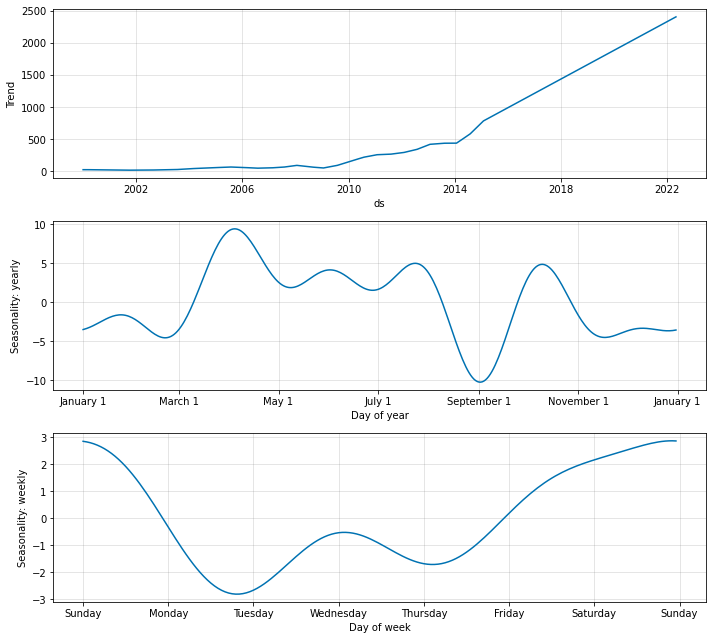 2500
2000
1500
1000
500
0
Trend
2002 2006 2010 2014 2018 2022
ds
10
5
0
−5
−10
Seasonality: yearly
January 1 March 1 May 1 July 1 September 1 November 1 January 1
Day of year
3
2
1
0
−1
−2
−3
Seasonality: weekly
Sunday Monday Tuesday Wednesday Thursday Friday Saturday Sunday
Day of week